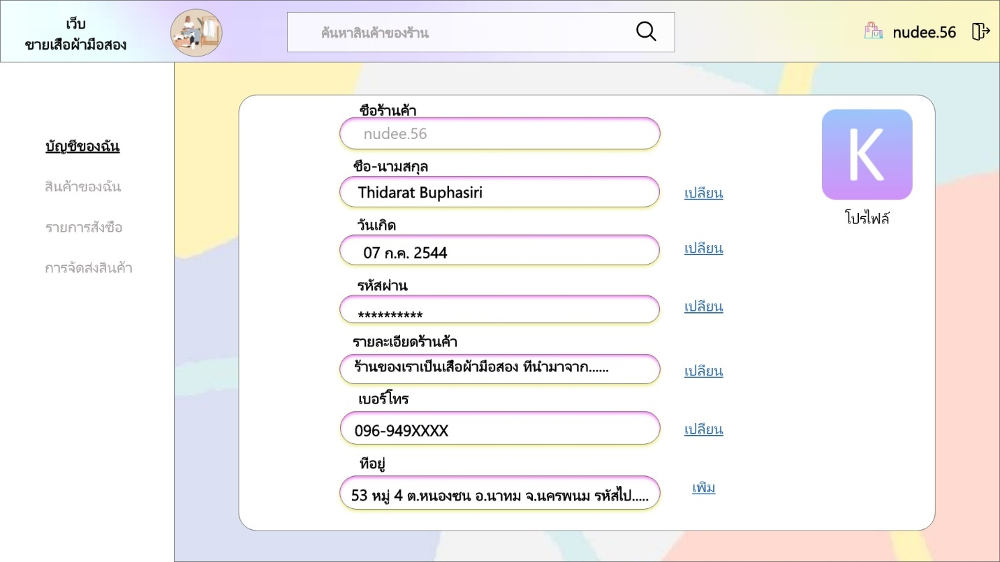 เว็บ
ขายเสื้อผ้ามือสอง
ค้นหาสินค้าของร้าน
nudee.56
บัญชีของฉัน
สินค้าของฉัน
รายการสั่งซื้อ
การจัดส่งสินค้า
ชื่อร้านค้า
nudee.56
ชื่อ-นามสกุล
Thidarat Buphasiri
เปลี่ยน
วันเกิด
07 ก.ค. 2544
เปลี่ยน
รหัสผ่าน
**********
เปลี่ยน
รายละเอียดร้านค้า
ร้านของเราเป็นเสื้อผ้ามือสอง ที่นำมาจาก......
เปลี่ยน
เบอร์โทร
096-949XXXX
เปลี่ยน
ที่อยู่
53 หมู่ 4 ต.หนองซน อ.นาทม จ.นครพนม รหัสไป.....
เพิ่ม
K
โปรไฟล์